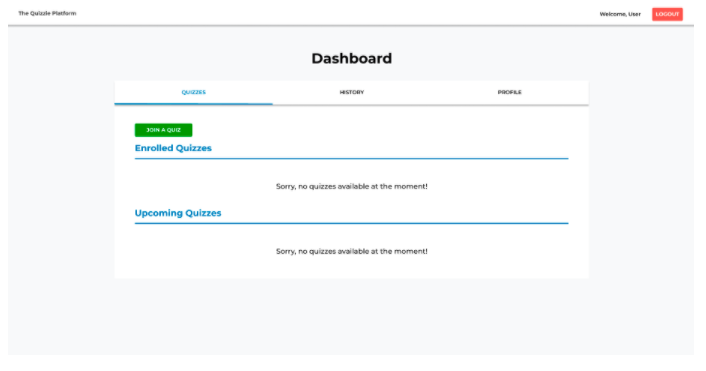 The Quizzle Platform
Welcome, User
LOGOUT
Dashboard
QUIZZES
HISTORY
PROFILE
JOIN A QUIZ
Enrolled Quizzes
Sorry, no quizzes available at the moment!
Upcoming Quizzes
Sorry, no quizzes available at the moment!